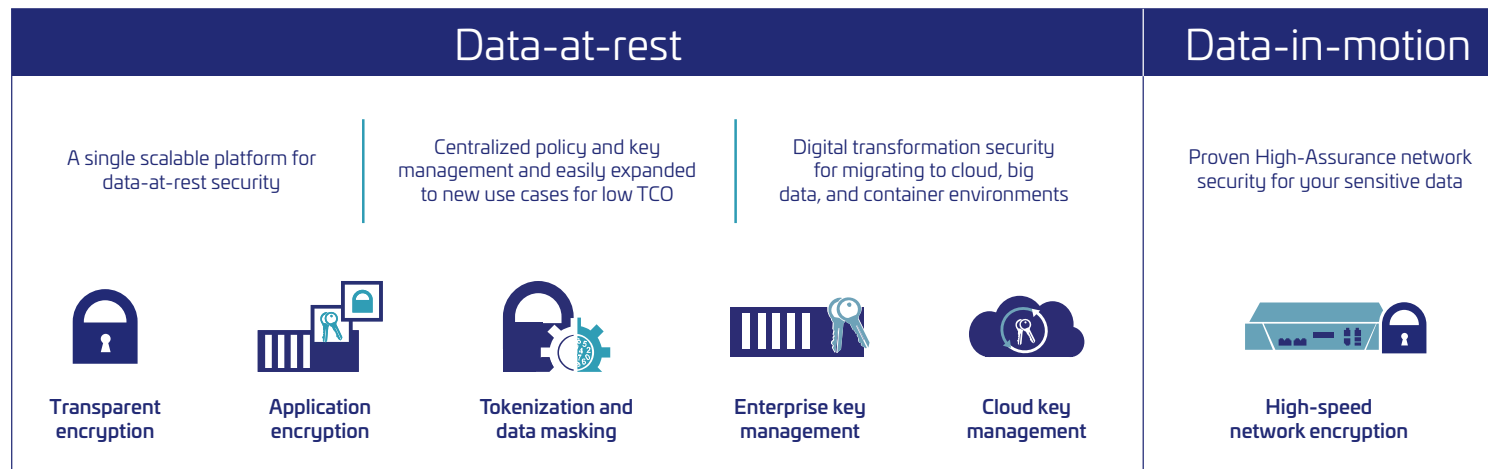 Data-at-rest
Data-in-motion
A single scalable platform for
data-at-rest security
Centralized policy and key
management and easily expanded
to new use cases for low TCO
Digital transformation security
for migrating to cloud, big
data, and container environments
Proven High-Assurance network
security for your sensitive data
Transparent
encryption
Application
encryption
Tokenization and
data masking
Enterprise key
management
Cloud key
management
High-speed
network encryption